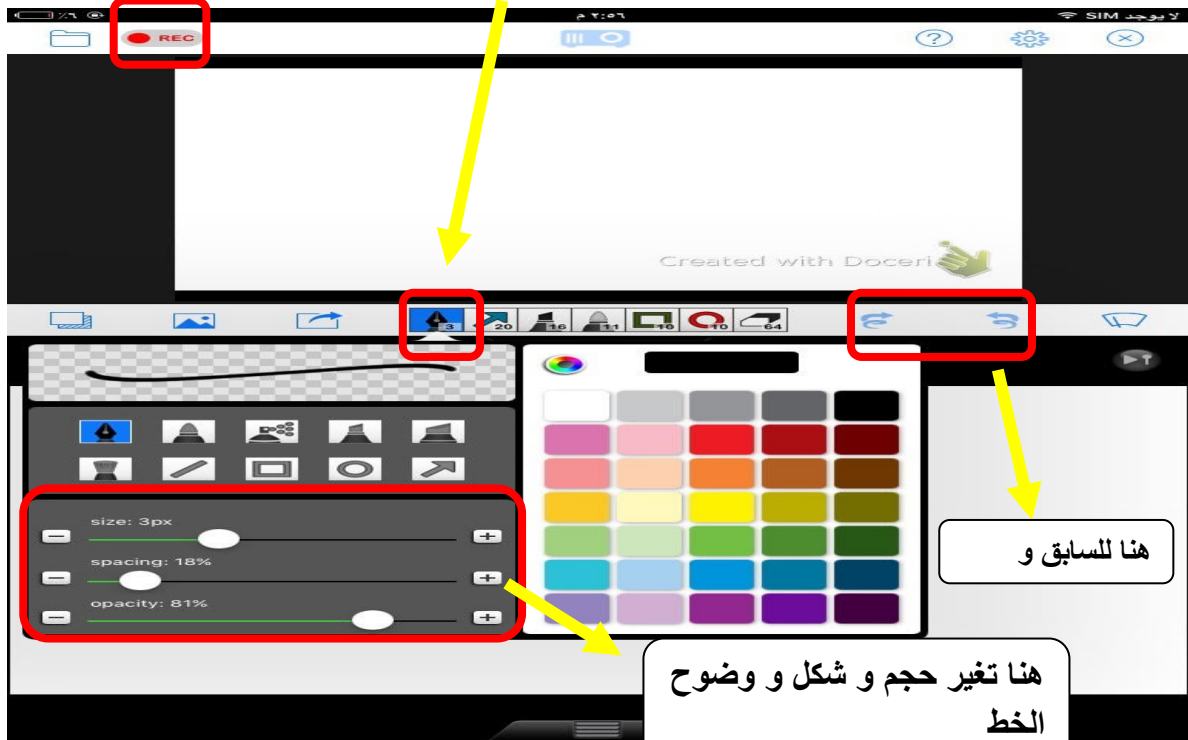 ٪٦ ٢:٥٦ م لا يوجد SIM
REC
?
Created with Doceri
3 20 16 11 10 10 64
size: 3px
spacing: 18%
opacity: 81%
هنا للسابق و
هنا تغير حجم و شكل و وضوح
الخط